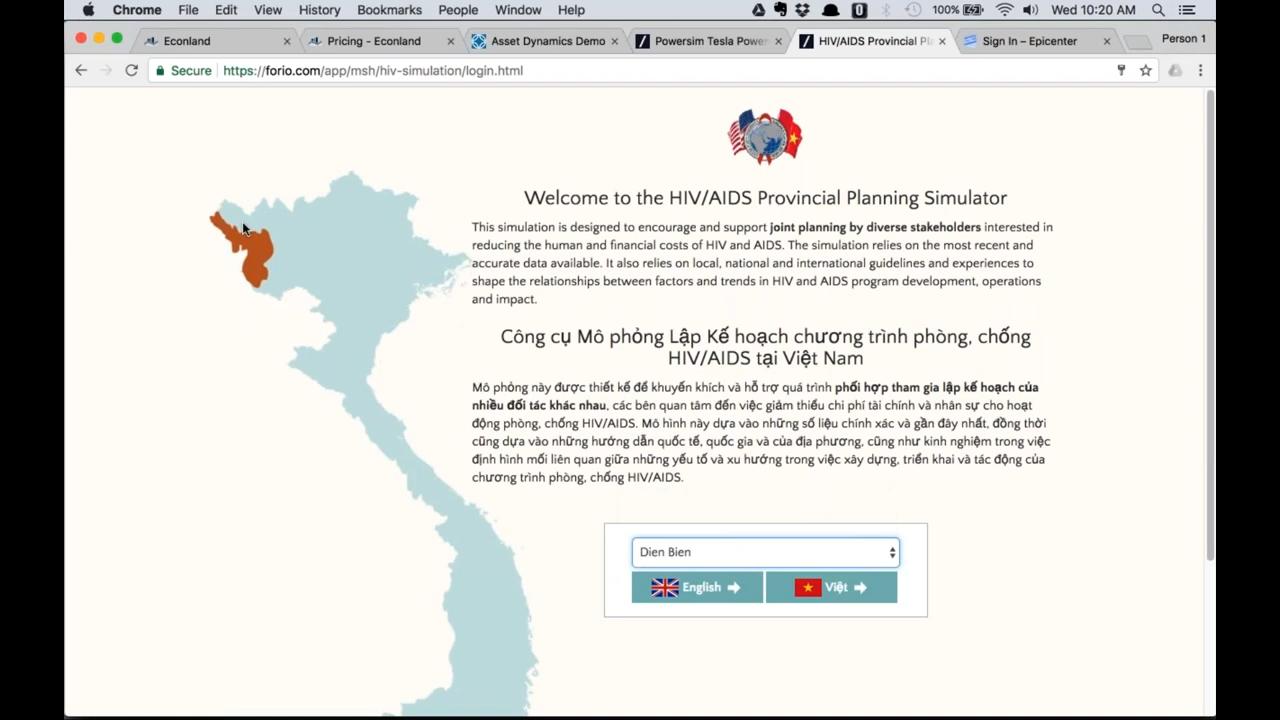 Chrome File Edit View History Bookmarks People Window Help 100% Wed 10:20 AM
Econland
Pricing - Econland
Asset Dynamics Demo
Powersim Tesla Power
HIV/AIDS Provincial Pl
Sign In – Epicenter
Person 1
Secure https://forio.com/app/msh/hiv-simulation/login.html
Welcome to the HIV/AIDS Provincial Planning Simulator
This simulation is designed to encourage and support joint planning by diverse stakeholders interested in
reducing the human and financial costs of HIV and AIDS. The simulation relies on the most recent and
accurate data available. It also relies on local, national and international guidelines and experiences to
shape the relationships between factors and trends in HIV and AIDS program development, operations
and impact.
Công cụ Mô phỏng Lập Kế hoạch chương trình phòng, chống
HIV/AIDS tại Việt Nam
Mô phỏng này được thiết kế để khuyến khích và hỗ trợ quá trình phối hợp tham gia lập kế hoạch của
nhiều đối tác khác nhau, các bên quan tâm đến việc giảm thiểu chi phí tài chính và nhân sự cho hoạt
động phòng, chống HIV/AIDS. Mô hình này dựa vào những số liệu chính xác và gần đây nhất, đồng thời
cũng dựa vào những hướng dẫn quốc tế, quốc gia và của địa phương, cũng như kinh nghiệm trong việc
định hình mối liên quan giữa những yếu tố và xu hướng trong việc xây dựng, triển khai và tác động của
chương trình phòng, chống HIV/AIDS.
Dien Bien
English
Việt